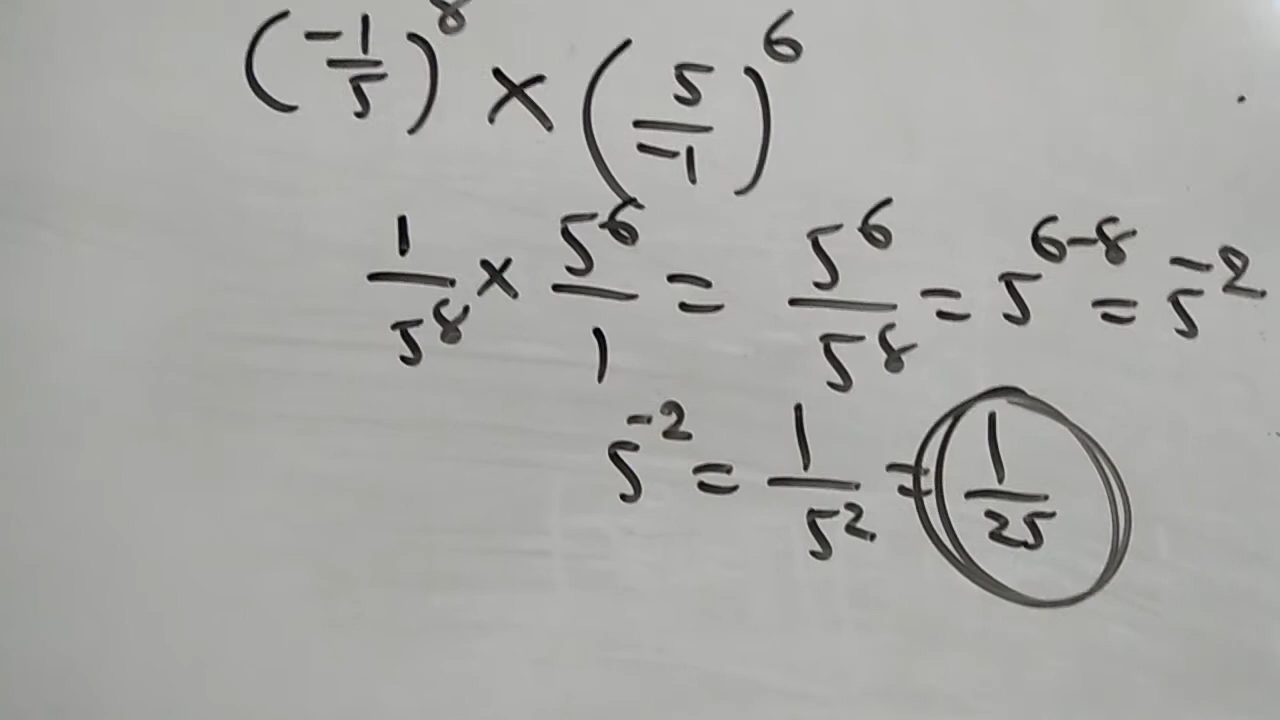 (-1/5)^8 × (5/-1)^6
1/5^8 × 5^6/1 = 5^6/5^8 = 5^6-8 = 5^-2
5^-2 = 1/5^2 = 1/25